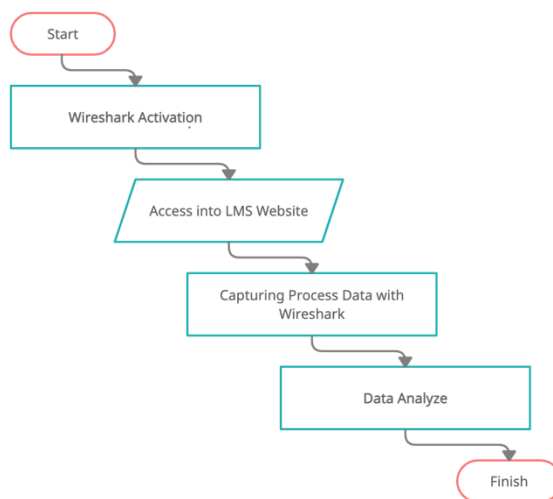 Start
Wireshark Activation
Access into LMS Website
Capturing Process Data with
Wireshark
Data Analyze
Finish